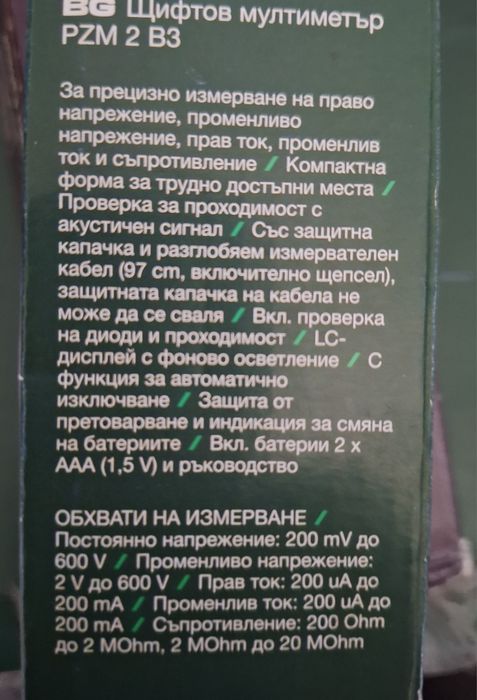 BG Щифтов мултиметър
PZM 2 B3
За прецизно измерване на право
напрежение, променливо
напрежение, прав ток, променлив
ток и съпротивление / Компактна
форма за трудно достъпни места /
Проверка за проходимост с
акустичен сигнал / Със защитна
капачка и разглобяем измервателен
кабел (97 cm, включително щепсел),
защитната капачка на кабела не
може да се сваля / Вкл. проверка
на диоди и проходимост / LC-
дисплей с фоново осветление / С
функция за автоматично
изключване / Защита от
претоварване и индикация за смяна
на батериите / Вкл. батерии 2 x
AAA (1,5 V) и ръководство
ОБХВАТИ НА ИЗМЕРВАНЕ /
Постоянно напрежение: 200 mV до
600 V / Променливо напрежение:
2 V до 600 V / Прав ток: 200 uA до
200 mA / Променлив ток: 200 uA до
200 mA / Съпротивление: 200 Ohm
до 2 MOhm, 2 MOhm до 20 MOhm